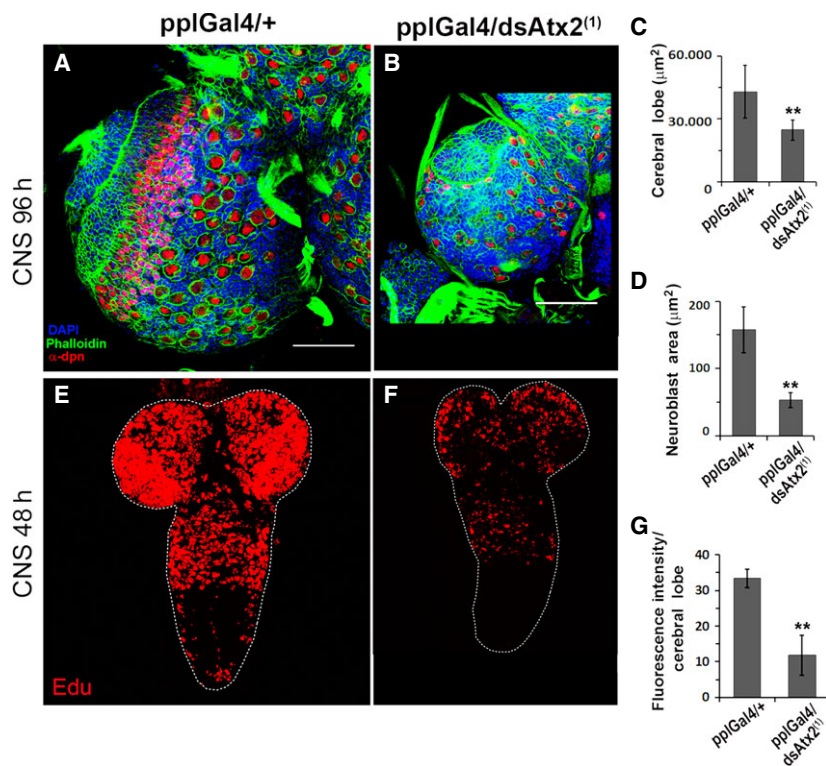 pplGal4/+
pplGal4/dsAtx2(1)
A
B
CNS 96 h
DAPI
Phalloidin
α-dpn
E
F
CNS 48 h
Edu
C
Cerebral lobe (μm²)
60.000
30.000
0
**
pplGal4/+
pplGal4/
dsAtx2(1)
D
Neuroblast area (μm²)
200
100
0
**
pplGal4/+
pplGal4/
dsAtx2(1)
G
Fluorescence intensity/
cerebral lobe
40
30
20
10
0
**
pplGal4/+
pplGal4/
dsAtx2(1)